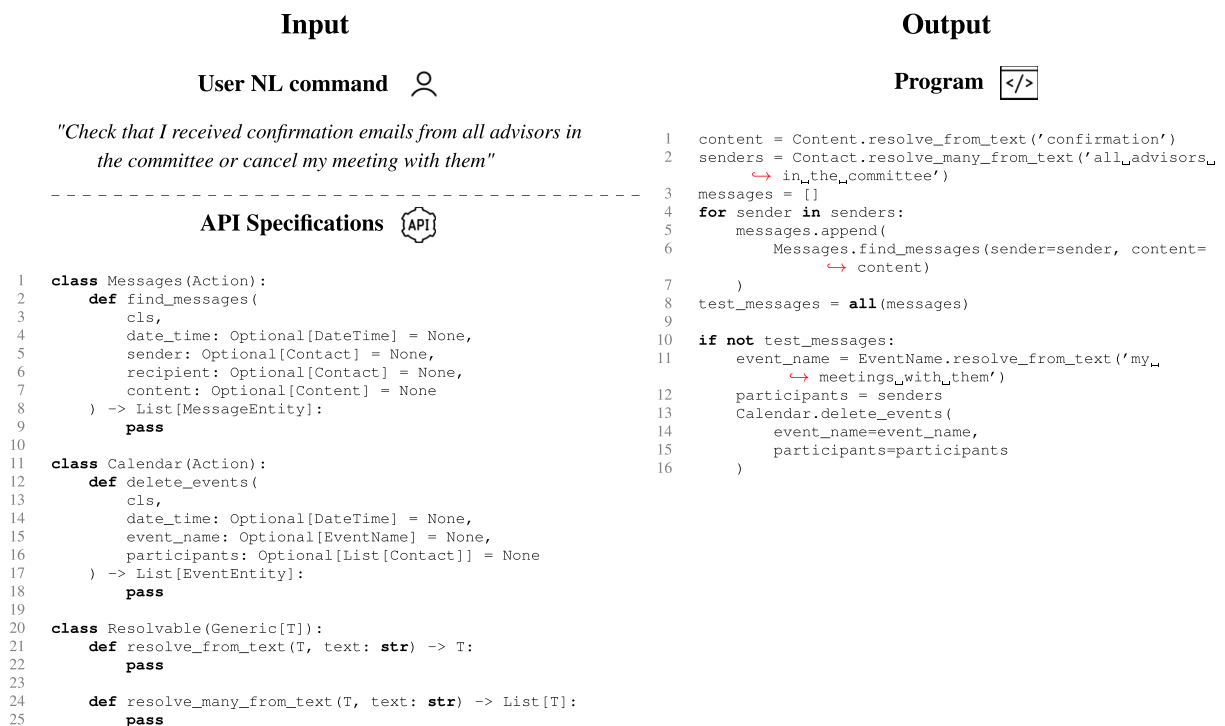 Input
User NL command
"Check that I received confirmation emails from all advisors in
the committee or cancel my meeting with them"
API Specifications
API
1 class Messages(Action):
2     def find_messages(
3         cls,
4         date_time: Optional[DateTime] = None,
5         sender: Optional[Contact] = None,
6         recipient: Optional[Contact] = None,
7         content: Optional[Content] = None
8     ) -> List[MessageEntity]:
9         pass
10
11 class Calendar(Action):
12     def delete_events(
13         cls,
14         date_time: Optional[DateTime] = None,
15         event_name: Optional[EventName] = None,
16         participants: Optional[List[Contact]] = None
17     ) -> List[EventEntity]:
18         pass
19
20 class Resolvable(Generic[T]):
21     def resolve_from_text(T, text: str) -> T:
22         pass
23
24     def resolve_many_from_text(T, text: str) -> List[T]:
25         pass
Output
Program </>
1 content = Content.resolve_from_text('confirmation')
2 senders = Contact.resolve_many_from_text('all␣advisors␣
↪ in␣the␣committee')
3 messages = []
4 for sender in senders:
5     messages.append(
6         Messages.find_messages(sender=sender, content=
↪ content)
7     )
8 test_messages = all(messages)
9
10 if not test_messages:
11     event_name = EventName.resolve_from_text('my␣
↪ meetings␣with␣them')
12     participants = senders
13     Calendar.delete_events(
14         event_name=event_name,
15         participants=participants
16     )